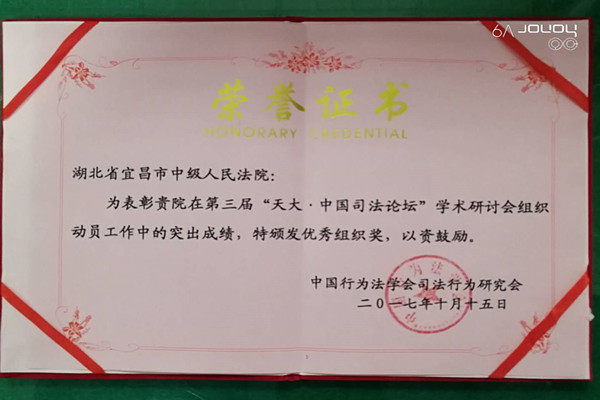 honor 9A
荣誉证书
HONORARY CREDENTIAL
湖北省宜昌市中级人民法院：
为表彰贵院在第三届“天大·中国司法论坛”学术研讨会组织
动员工作中的突出成绩，特颁发优秀组织奖，以资鼓励。
中国行为法学会司法行为研究会
二〇一七年十月十五日